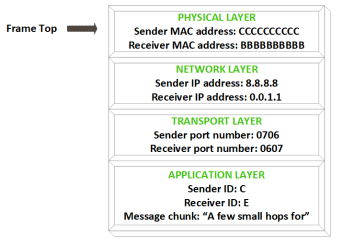 PHYSICAL LAYER
Frame Top
Sender MAC address: CCCCCCCCCC
Receiver MAC address: BBBBBBBBBB
NETWORK LAYER
Sender IP address: 8.8.8.8
Receiver IP address: 0.0.1.1
TRANSPORT LAYER
Sender port number: 0706
Receiver port number: 0607
APPLICATION LAYER
Sender ID: C
Receiver ID: E
Message chunk: “A few small hops for”